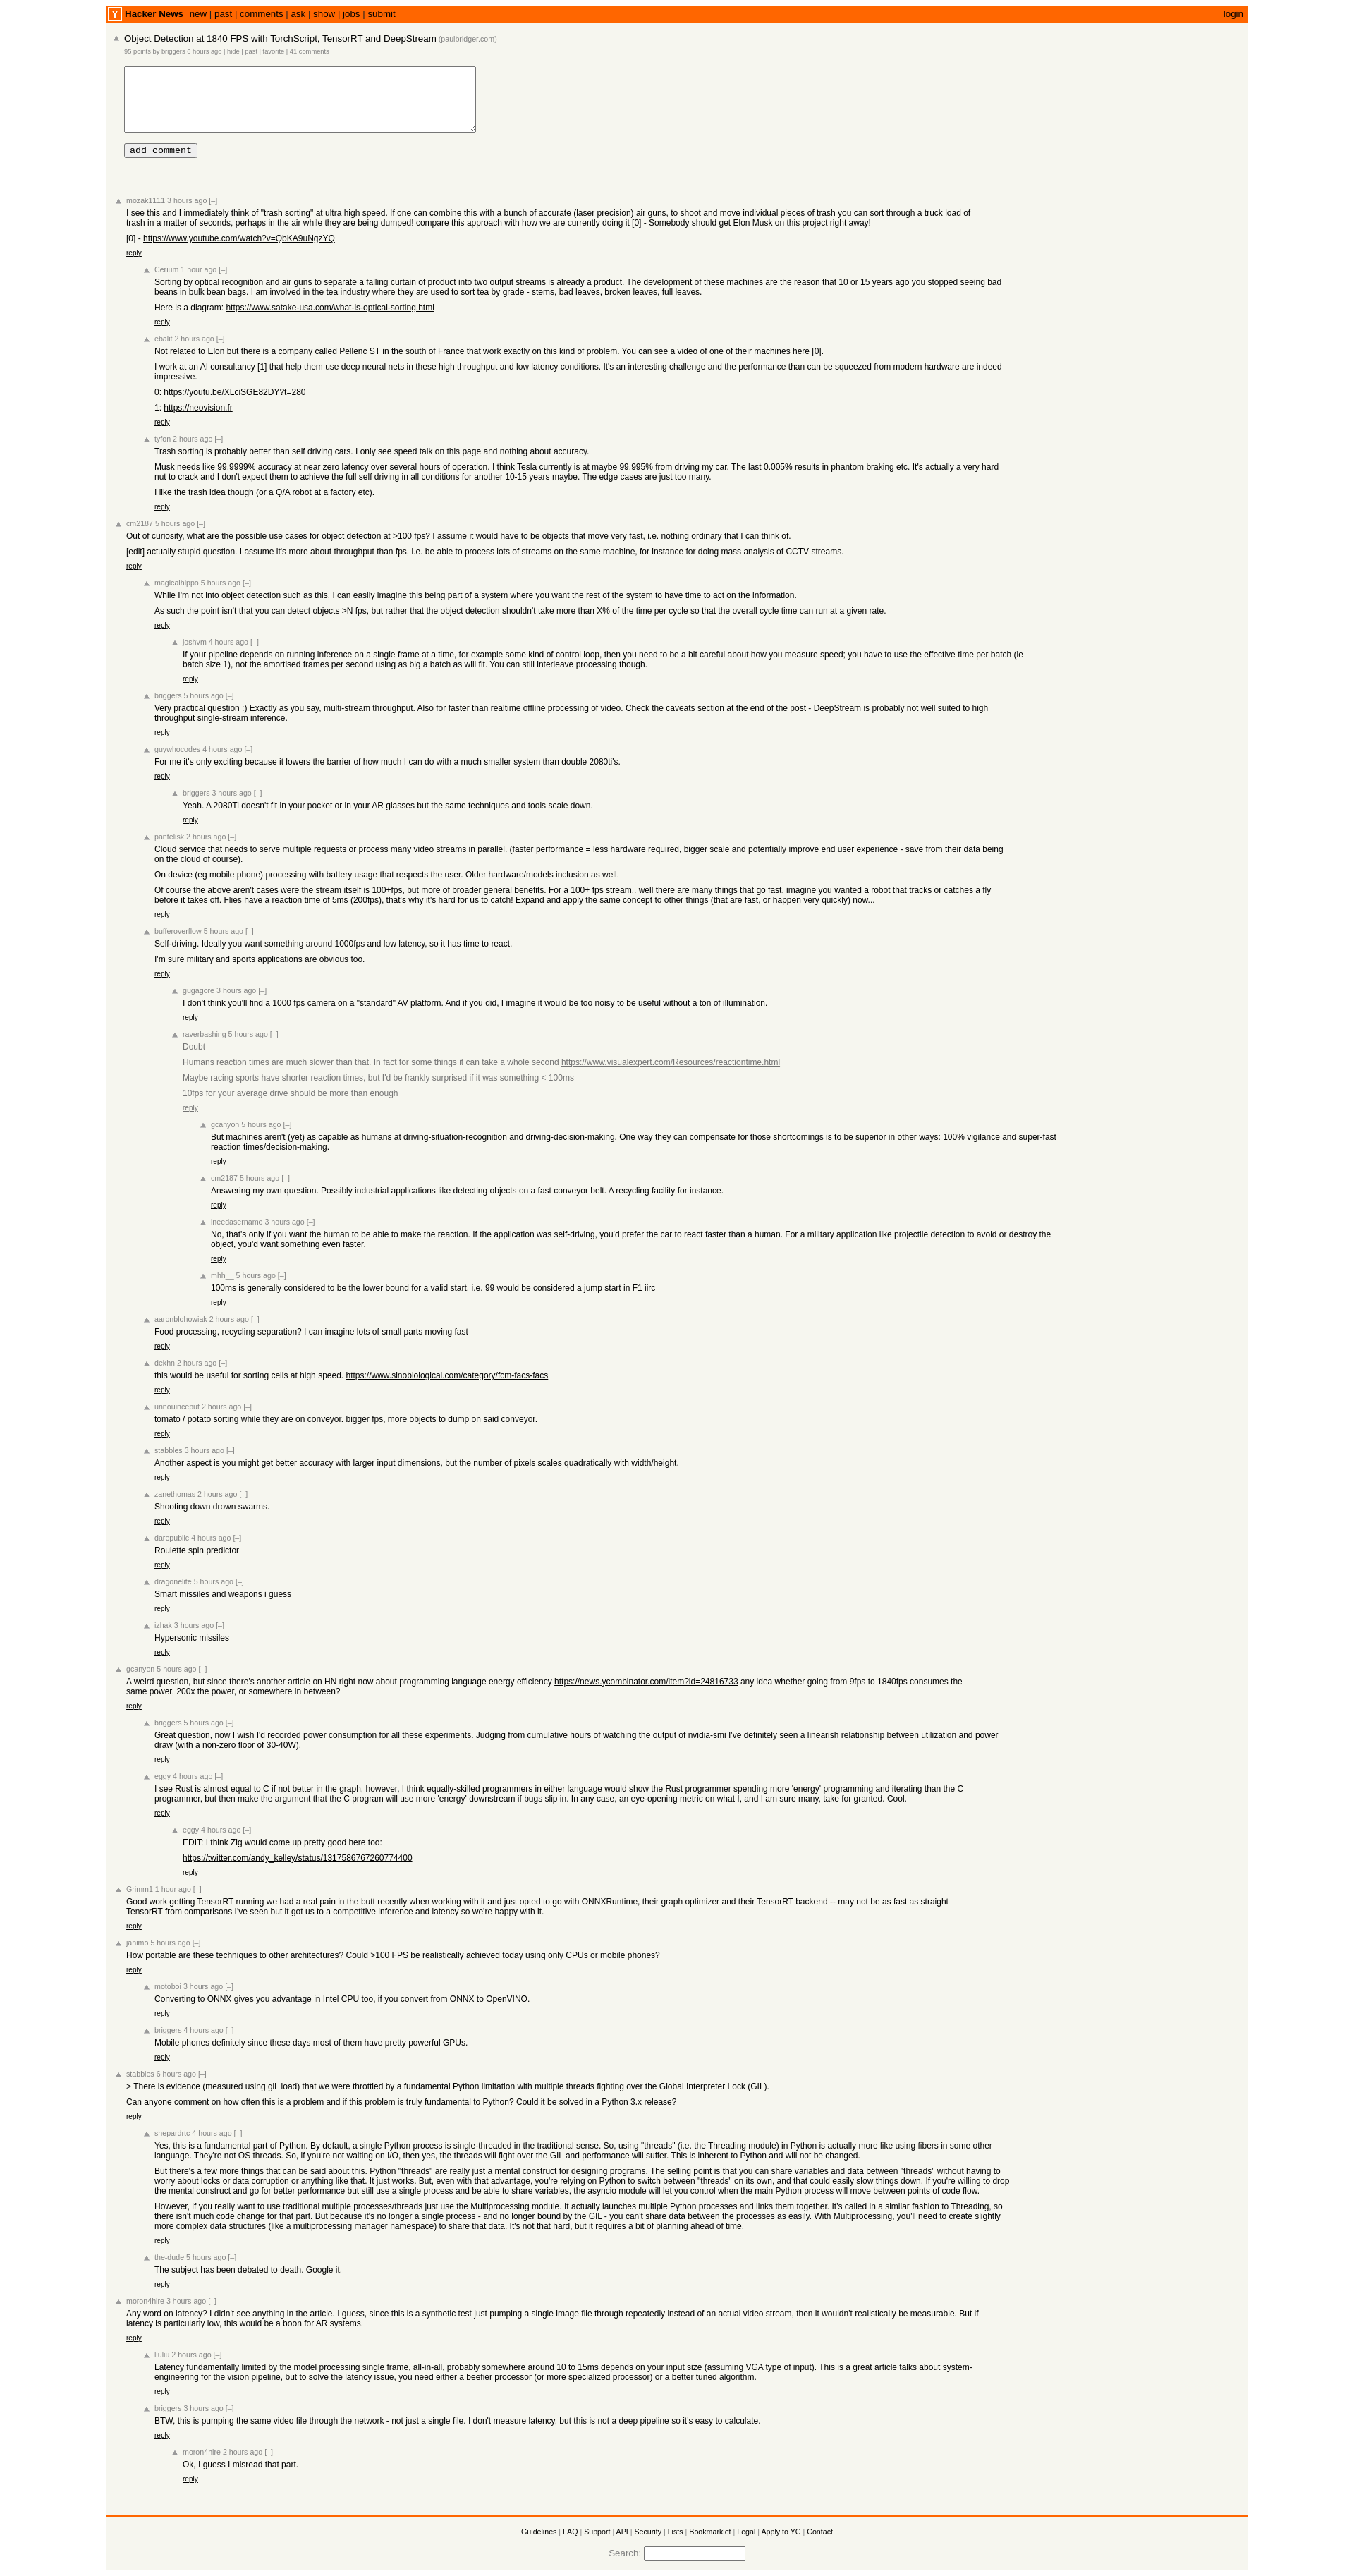 Y Hacker News new | past | comments | ask | show | jobs | submit login
Object Detection at 1840 FPS with TorchScript, TensorRT and DeepStream (paulbridger.com)
95 points by briggers 6 hours ago | hide | past | favorite | 41 comments
add comment
mozak1111 3 hours ago [–]
I see this and I immediately think of "trash sorting" at ultra high speed. If one can combine this with a bunch of accurate (laser precision) air guns, to shoot and move individual pieces of trash you can sort through a truck load of
trash in a matter of seconds, perhaps in the air while they are being dumped! compare this approach with how we are currently doing it [0] - Somebody should get Elon Musk on this project right away!
[0] - https://www.youtube.com/watch?v=QbKA9uNgzYQ
reply
Cerium 1 hour ago [–]
Sorting by optical recognition and air guns to separate a falling curtain of product into two output streams is already a product. The development of these machines are the reason that 10 or 15 years ago you stopped seeing bad
beans in bulk bean bags. I am involved in the tea industry where they are used to sort tea by grade - stems, bad leaves, broken leaves, full leaves.
Here is a diagram: https://www.satake-usa.com/what-is-optical-sorting.html
reply
ebalit 2 hours ago [–]
Not related to Elon but there is a company called Pellenc ST in the south of France that work exactly on this kind of problem. You can see a video of one of their machines here [0].
I work at an AI consultancy [1] that help them use deep neural nets in these high throughput and low latency conditions. It's an interesting challenge and the performance than can be squeezed from modern hardware are indeed
impressive.
0: https://youtu.be/XLciSGE82DY?t=280
1: https://neovision.fr
reply
tyfon 2 hours ago [–]
Trash sorting is probably better than self driving cars. I only see speed talk on this page and nothing about accuracy.
Musk needs like 99.9999% accuracy at near zero latency over several hours of operation. I think Tesla currently is at maybe 99.995% from driving my car. The last 0.005% results in phantom braking etc. It's actually a very hard
nut to crack and I don't expect them to achieve the full self driving in all conditions for another 10-15 years maybe. The edge cases are just too many.
I like the trash idea though (or a Q/A robot at a factory etc).
reply
cm2187 5 hours ago [–]
Out of curiosity, what are the possible use cases for object detection at >100 fps? I assume it would have to be objects that move very fast, i.e. nothing ordinary that I can think of.
[edit] actually stupid question. I assume it's more about throughput than fps, i.e. be able to process lots of streams on the same machine, for instance for doing mass analysis of CCTV streams.
reply
magicalhippo 5 hours ago [–]
While I'm not into object detection such as this, I can easily imagine this being part of a system where you want the rest of the system to have time to act on the information.
As such the point isn't that you can detect objects >N fps, but rather that the object detection shouldn't take more than X% of the time per cycle so that the overall cycle time can run at a given rate.
reply
joshvm 4 hours ago [–]
If your pipeline depends on running inference on a single frame at a time, for example some kind of control loop, then you need to be a bit careful about how you measure speed; you have to use the effective time per batch (ie
batch size 1), not the amortised frames per second using as big a batch as will fit. You can still interleave processing though.
reply
briggers 5 hours ago [–]
Very practical question :) Exactly as you say, multi-stream throughput. Also for faster than realtime offline processing of video. Check the caveats section at the end of the post - DeepStream is probably not well suited to high
throughput single-stream inference.
reply
guywhocodes 4 hours ago [–]
For me it's only exciting because it lowers the barrier of how much I can do with a much smaller system than double 2080ti's.
reply
briggers 3 hours ago [–]
Yeah. A 2080Ti doesn't fit in your pocket or in your AR glasses but the same techniques and tools scale down.
reply
pantelisk 2 hours ago [–]
Cloud service that needs to serve multiple requests or process many video streams in parallel. (faster performance = less hardware required, bigger scale and potentially improve end user experience - save from their data being
on the cloud of course).
On device (eg mobile phone) processing with battery usage that respects the user. Older hardware/models inclusion as well.
Of course the above aren't cases were the stream itself is 100+fps, but more of broader general benefits. For a 100+ fps stream.. well there are many things that go fast, imagine you wanted a robot that tracks or catches a fly
before it takes off. Flies have a reaction time of 5ms (200fps), that's why it's hard for us to catch! Expand and apply the same concept to other things (that are fast, or happen very quickly) now...
reply
bufferoverflow 5 hours ago [–]
Self-driving. Ideally you want something around 1000fps and low latency, so it has time to react.
I'm sure military and sports applications are obvious too.
reply
gugagore 3 hours ago [–]
I don't think you'll find a 1000 fps camera on a "standard" AV platform. And if you did, I imagine it would be too noisy to be useful without a ton of illumination.
reply
raverbashing 5 hours ago [–]
Doubt
Humans reaction times are much slower than that. In fact for some things it can take a whole second https://www.visualexpert.com/Resources/reactiontime.html
Maybe racing sports have shorter reaction times, but I'd be frankly surprised if it was something < 100ms
10fps for your average drive should be more than enough
reply
gcanyon 5 hours ago [–]
But machines aren't (yet) as capable as humans at driving-situation-recognition and driving-decision-making. One way they can compensate for those shortcomings is to be superior in other ways: 100% vigilance and super-fast
reaction times/decision-making.
reply
cm2187 5 hours ago [–]
Answering my own question. Possibly industrial applications like detecting objects on a fast conveyor belt. A recycling facility for instance.
reply
ineedasername 3 hours ago [–]
No, that's only if you want the human to be able to make the reaction. If the application was self-driving, you'd prefer the car to react faster than a human. For a military application like projectile detection to avoid or destroy the
object, you'd want something even faster.
reply
mhh__ 5 hours ago [–]
100ms is generally considered to be the lower bound for a valid start, i.e. 99 would be considered a jump start in F1 iirc
reply
aaronblohowiak 2 hours ago [–]
Food processing, recycling separation? I can imagine lots of small parts moving fast
reply
dekhn 2 hours ago [–]
this would be useful for sorting cells at high speed. https://www.sinobiological.com/category/fcm-facs-facs
reply
unnouinceput 2 hours ago [–]
tomato / potato sorting while they are on conveyor. bigger fps, more objects to dump on said conveyor.
reply
stabbles 3 hours ago [–]
Another aspect is you might get better accuracy with larger input dimensions, but the number of pixels scales quadratically with width/height.
reply
zanethomas 2 hours ago [–]
Shooting down drown swarms.
reply
darepublic 4 hours ago [–]
Roulette spin predictor
reply
dragonelite 5 hours ago [–]
Smart missiles and weapons i guess
reply
izhak 3 hours ago [–]
Hypersonic missiles
reply
gcanyon 5 hours ago [–]
A weird question, but since there's another article on HN right now about programming language energy efficiency https://news.ycombinator.com/item?id=24816733 any idea whether going from 9fps to 1840fps consumes the
same power, 200x the power, or somewhere in between?
reply
briggers 5 hours ago [–]
Great question, now I wish I'd recorded power consumption for all these experiments. Judging from cumulative hours of watching the output of nvidia-smi I've definitely seen a linearish relationship between utilization and power
draw (with a non-zero floor of 30-40W).
reply
eggy 4 hours ago [–]
I see Rust is almost equal to C if not better in the graph, however, I think equally-skilled programmers in either language would show the Rust programmer spending more 'energy' programming and iterating than the C
programmer, but then make the argument that the C program will use more 'energy' downstream if bugs slip in. In any case, an eye-opening metric on what I, and I am sure many, take for granted. Cool.
reply
eggy 4 hours ago [–]
EDIT: I think Zig would come up pretty good here too:
https://twitter.com/andy_kelley/status/1317586767260774400
reply
Grimm1 1 hour ago [–]
Good work getting TensorRT running we had a real pain in the butt recently when working with it and just opted to go with ONNXRuntime, their graph optimizer and their TensorRT backend -- may not be as fast as straight
TensorRT from comparisons I've seen but it got us to a competitive inference and latency so we're happy with it.
reply
janimo 5 hours ago [–]
How portable are these techniques to other architectures? Could >100 FPS be realistically achieved today using only CPUs or mobile phones?
reply
motoboi 3 hours ago [–]
Converting to ONNX gives you advantage in Intel CPU too, if you convert from ONNX to OpenVINO.
reply
briggers 4 hours ago [–]
Mobile phones definitely since these days most of them have pretty powerful GPUs.
reply
stabbles 6 hours ago [–]
> There is evidence (measured using gil_load) that we were throttled by a fundamental Python limitation with multiple threads fighting over the Global Interpreter Lock (GIL).
Can anyone comment on how often this is a problem and if this problem is truly fundamental to Python? Could it be solved in a Python 3.x release?
reply
shepardrtc 4 hours ago [–]
Yes, this is a fundamental part of Python. By default, a single Python process is single-threaded in the traditional sense. So, using "threads" (i.e. the Threading module) in Python is actually more like using fibers in some other
language. They're not OS threads. So, if you're not waiting on I/O, then yes, the threads will fight over the GIL and performance will suffer. This is inherent to Python and will not be changed.
But there's a few more things that can be said about this. Python "threads" are really just a mental construct for designing programs. The selling point is that you can share variables and data between "threads" without having to
worry about locks or data corruption or anything like that. It just works. But, even with that advantage, you're relying on Python to switch between "threads" on its own, and that could easily slow things down. If you're willing to drop
the mental construct and go for better performance but still use a single process and be able to share variables, the asyncio module will let you control when the main Python process will move between points of code flow.
However, if you really want to use traditional multiple processes/threads just use the Multiprocessing module. It actually launches multiple Python processes and links them together. It's called in a similar fashion to Threading, so
there isn't much code change for that part. But because it's no longer a single process - and no longer bound by the GIL - you can't share data between the processes as easily. With Multiprocessing, you'll need to create slightly
more complex data structures (like a multiprocessing manager namespace) to share that data. It's not that hard, but it requires a bit of planning ahead of time.
reply
the-dude 5 hours ago [–]
The subject has been debated to death. Google it.
reply
moron4hire 3 hours ago [–]
Any word on latency? I didn't see anything in the article. I guess, since this is a synthetic test just pumping a single image file through repeatedly instead of an actual video stream, then it wouldn't realistically be measurable. But if
latency is particularly low, this would be a boon for AR systems.
reply
liuliu 2 hours ago [–]
Latency fundamentally limited by the model processing single frame, all-in-all, probably somewhere around 10 to 15ms depends on your input size (assuming VGA type of input). This is a great article talks about system-
engineering for the vision pipeline, but to solve the latency issue, you need either a beefier processor (or more specialized processor) or a better tuned algorithm.
reply
briggers 3 hours ago [–]
BTW, this is pumping the same video file through the network - not just a single file. I don't measure latency, but this is not a deep pipeline so it's easy to calculate.
reply
moron4hire 2 hours ago [–]
Ok, I guess I misread that part.
reply
Guidelines | FAQ | Support | API | Security | Lists | Bookmarklet | Legal | Apply to YC | Contact
Search: